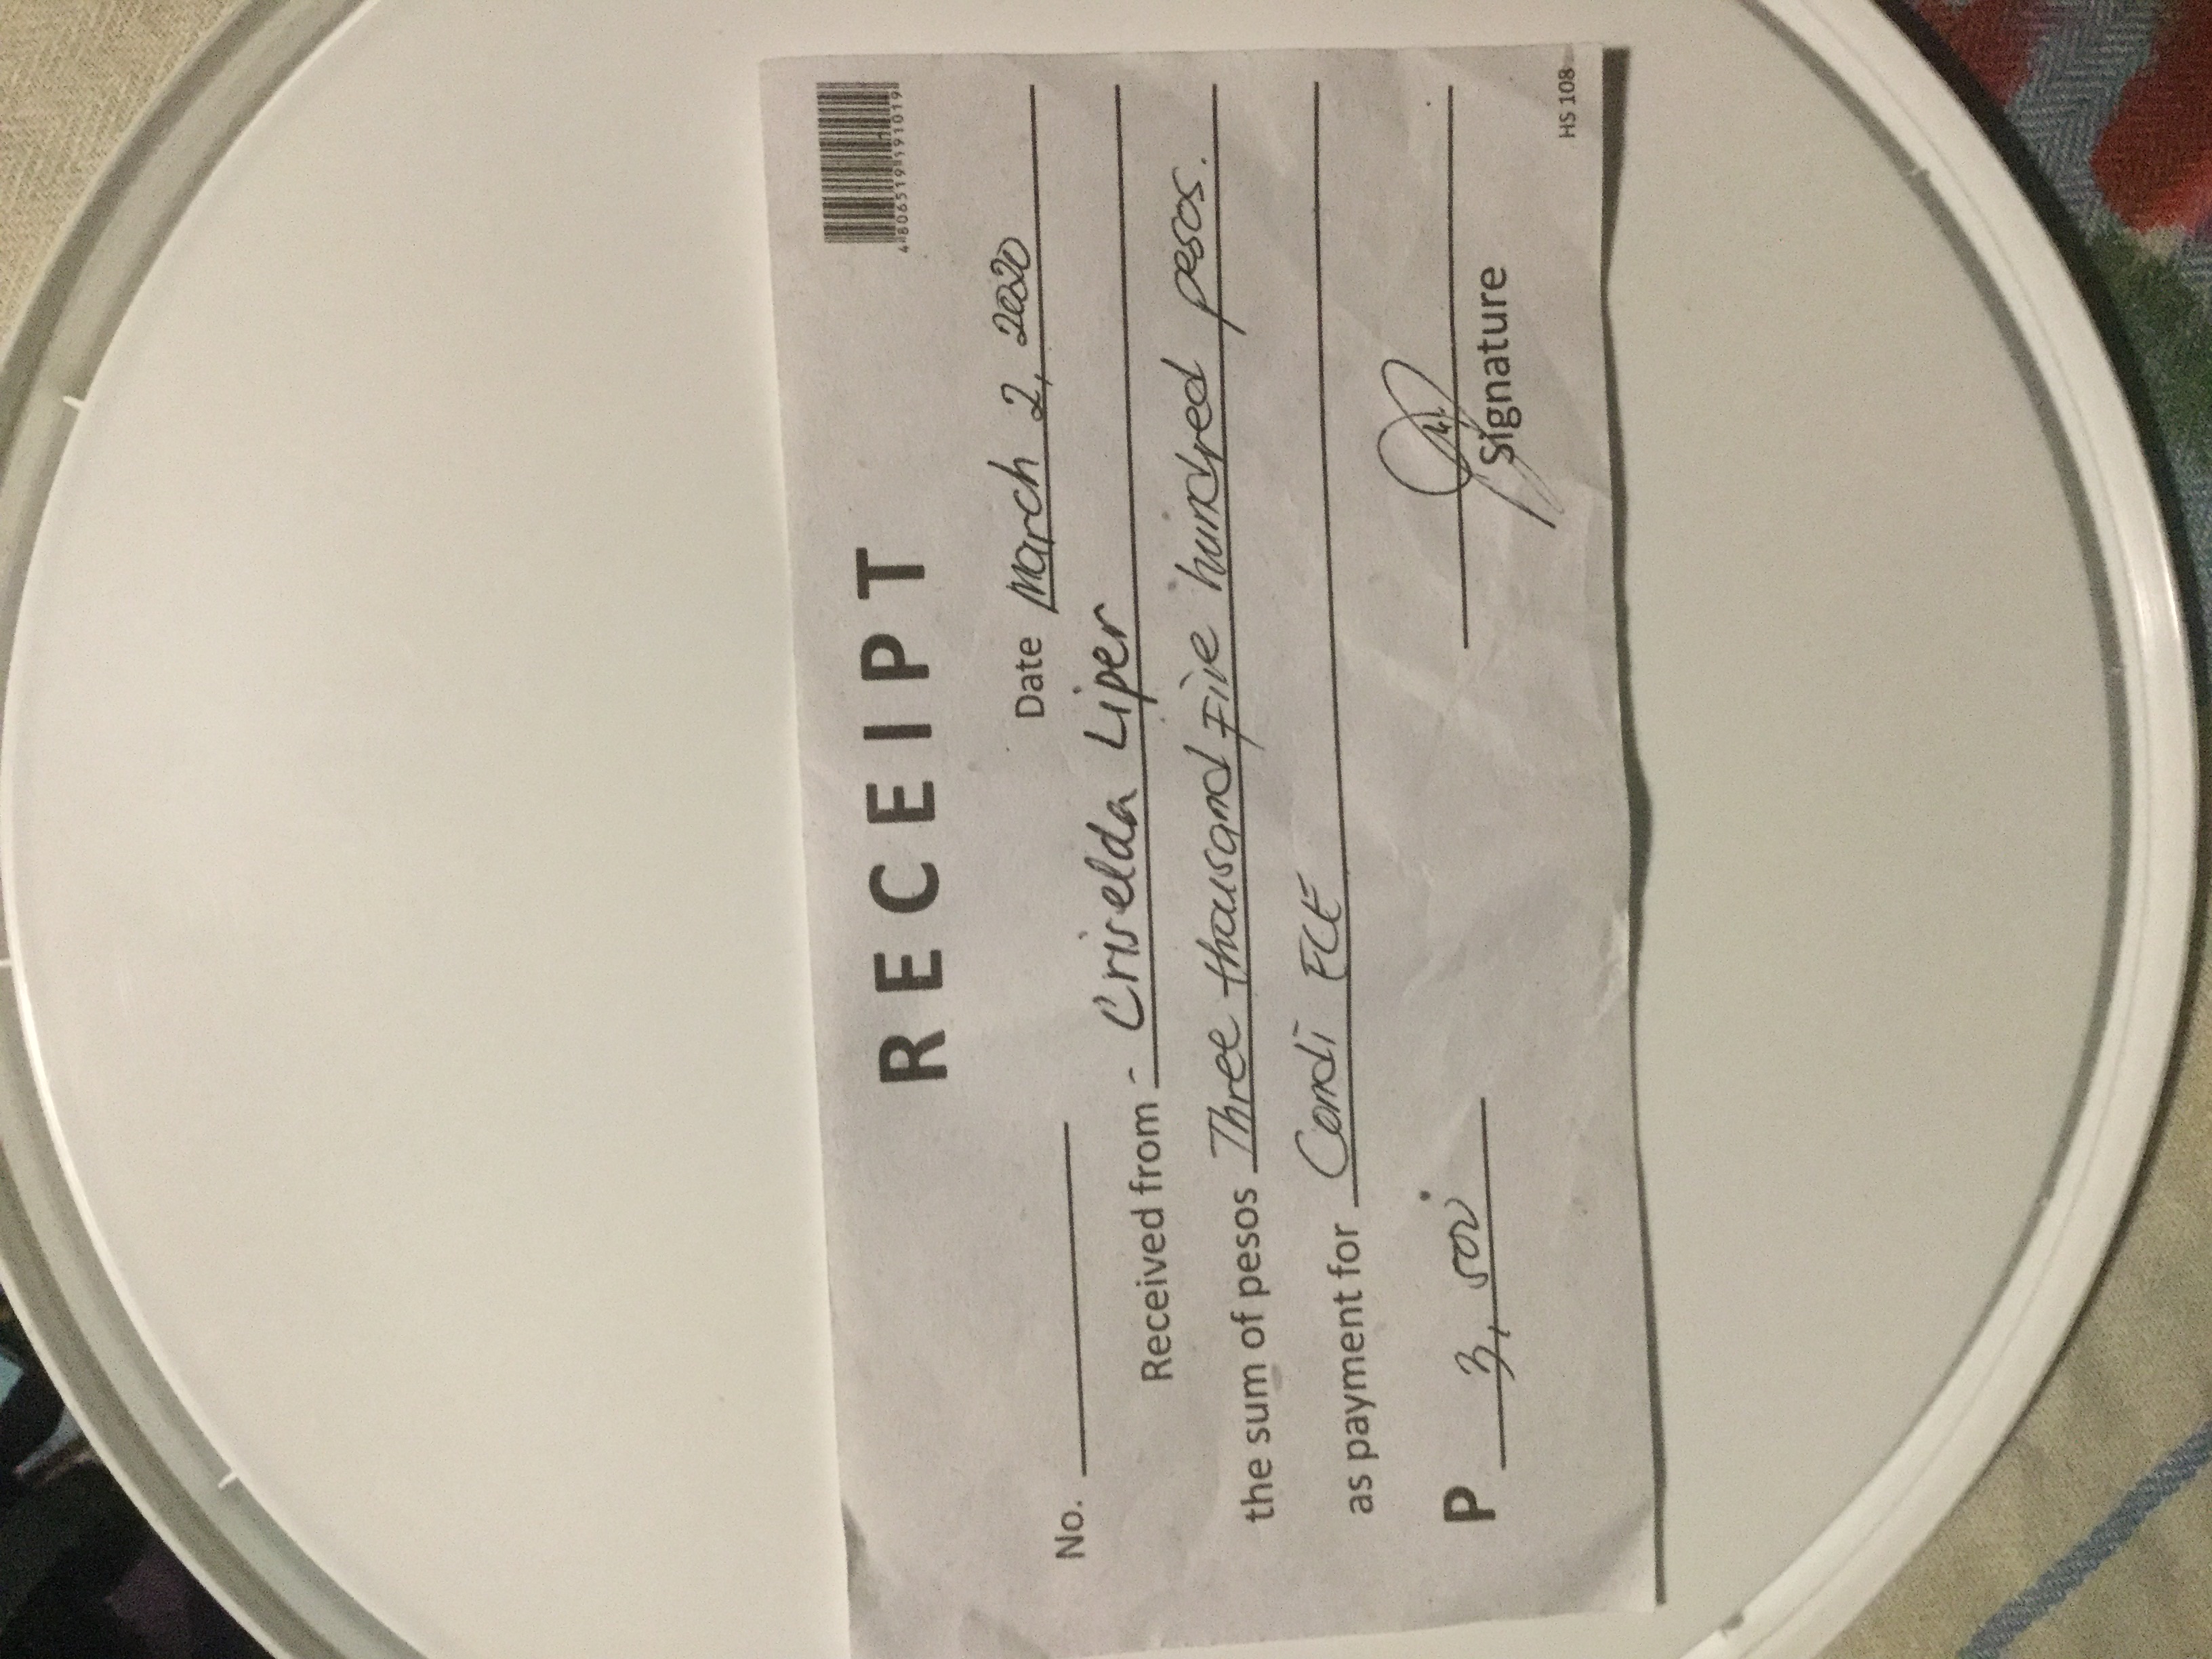 RECEIPT
4 806519 191019
Date March 2, 2020
No.
Received from - Criselda Liper
the sum of pesos Three thousand Five hundred pesos.
as payment for Condi ECE
P 3,500
Signature
HS 108